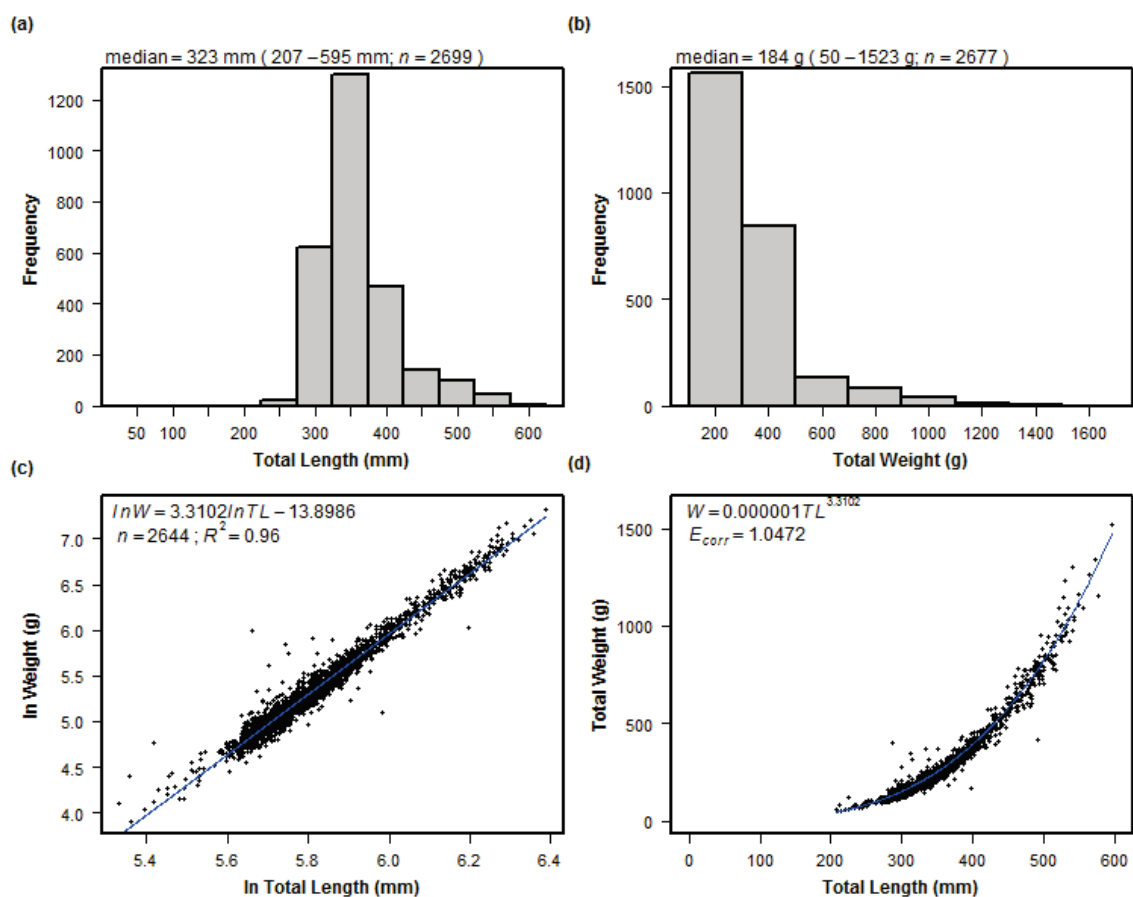 (a)
median = 323 mm ( 207 – 595 mm; n = 2699 )
Frequency
1200
1000
800
600
400
200
0
50 100 200 300 400 500 600
Total Length (mm)
(b)
median = 184 g ( 50 – 1523 g; n = 2677 )
Frequency
1500
1000
500
0
200 400 600 800 1000 1200 1400 1600
Total Weight (g)
(c)
lnW = 3.3102lnTL – 13.8986
n = 2644 ; R² = 0.96
ln Weight (g)
7.0
6.5
6.0
5.5
5.0
4.5
4.0
5.4 5.6 5.8 6.0 6.2 6.4
ln Total Length (mm)
(d)
W = 0.000001TL^3.3102
E_corr = 1.0472
Total Weight (g)
1500
1000
500
0
0 100 200 300 400 500 600
Total Length (mm)